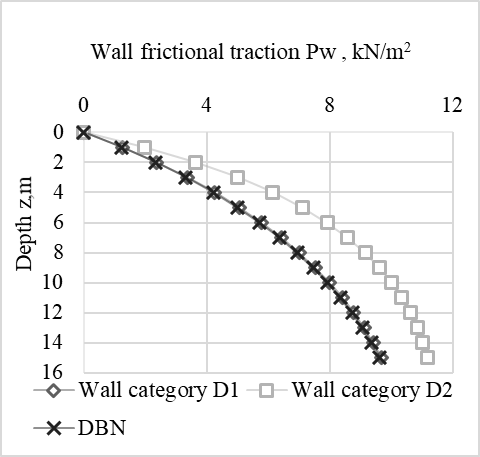 Wall frictional traction Pw , kN/m²
0 4 8 12
Depth z,m
0
2
4
6
8
10
12
14
16
Wall category D1 Wall category D2
DBN